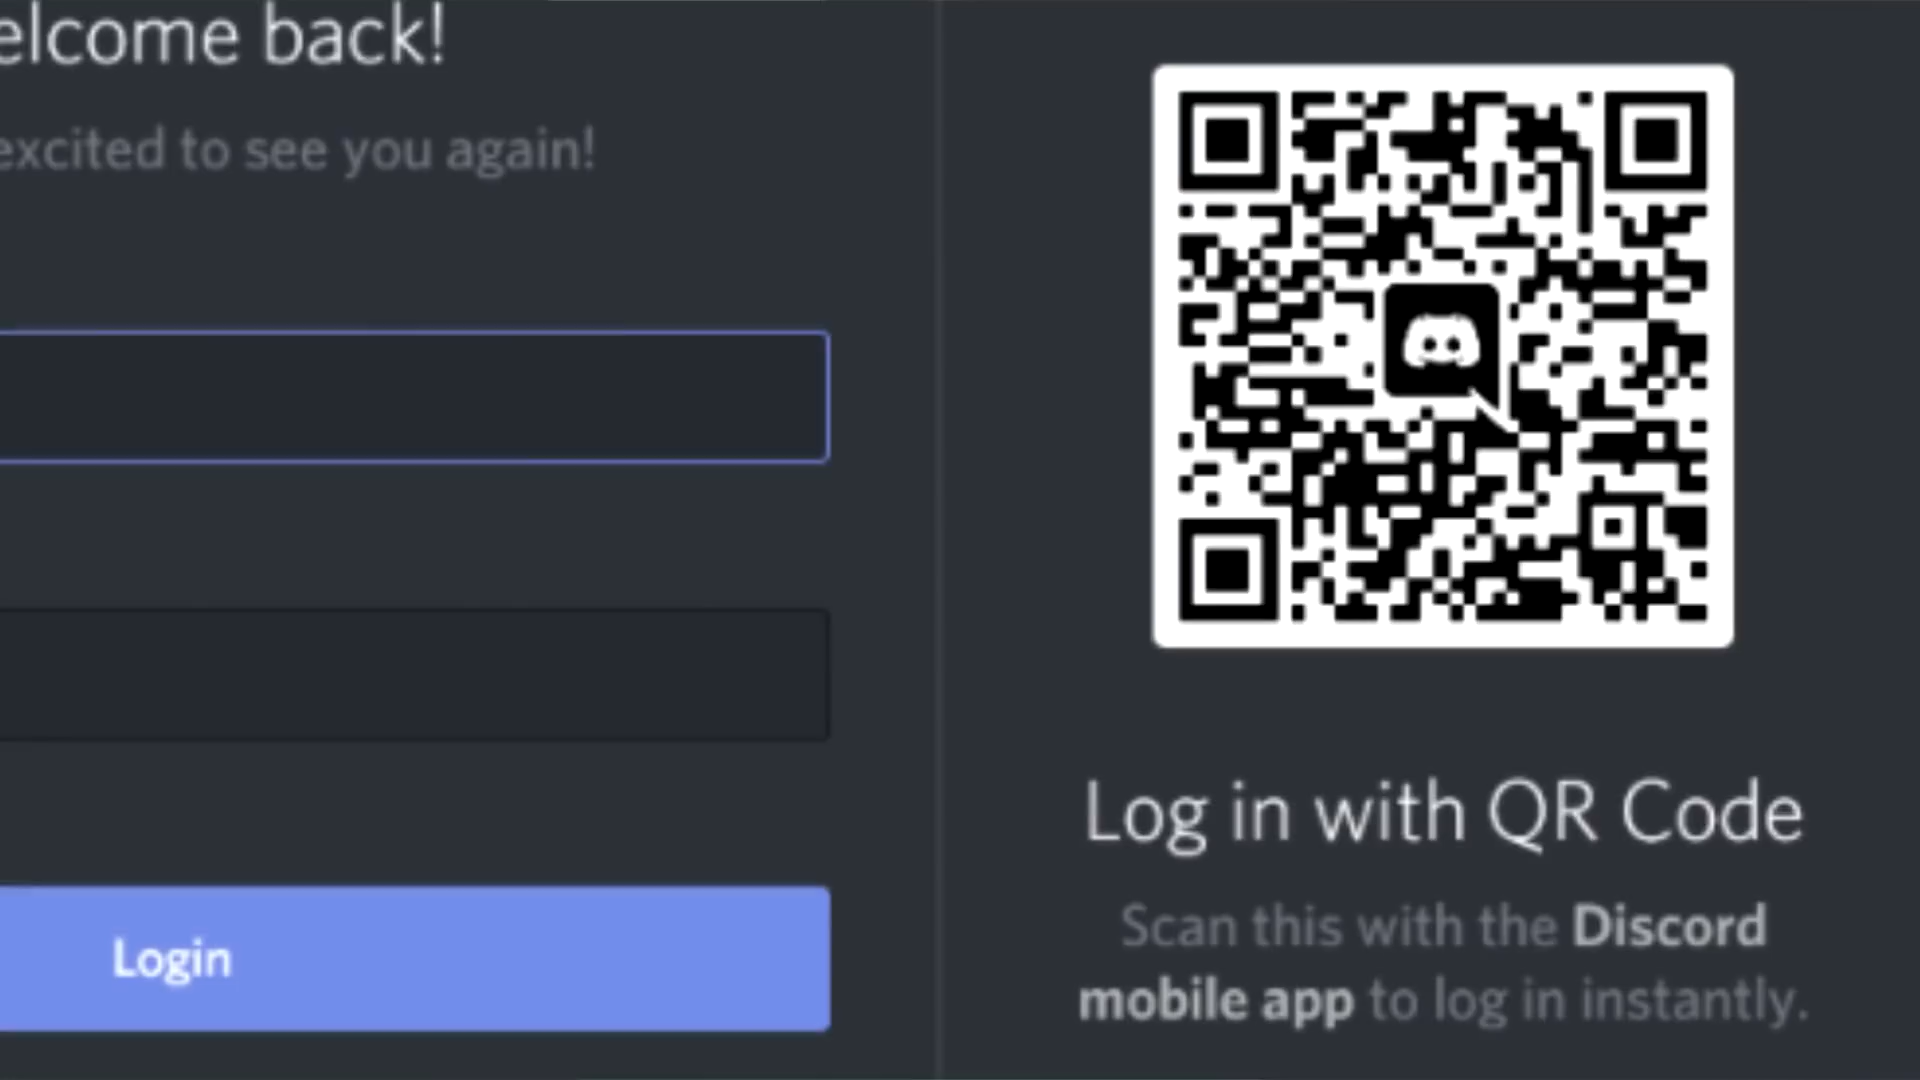 elcome back!
excited to see you again!
Login
Log in with QR Code
Scan this with the Discord
mobile app to log in instantly.